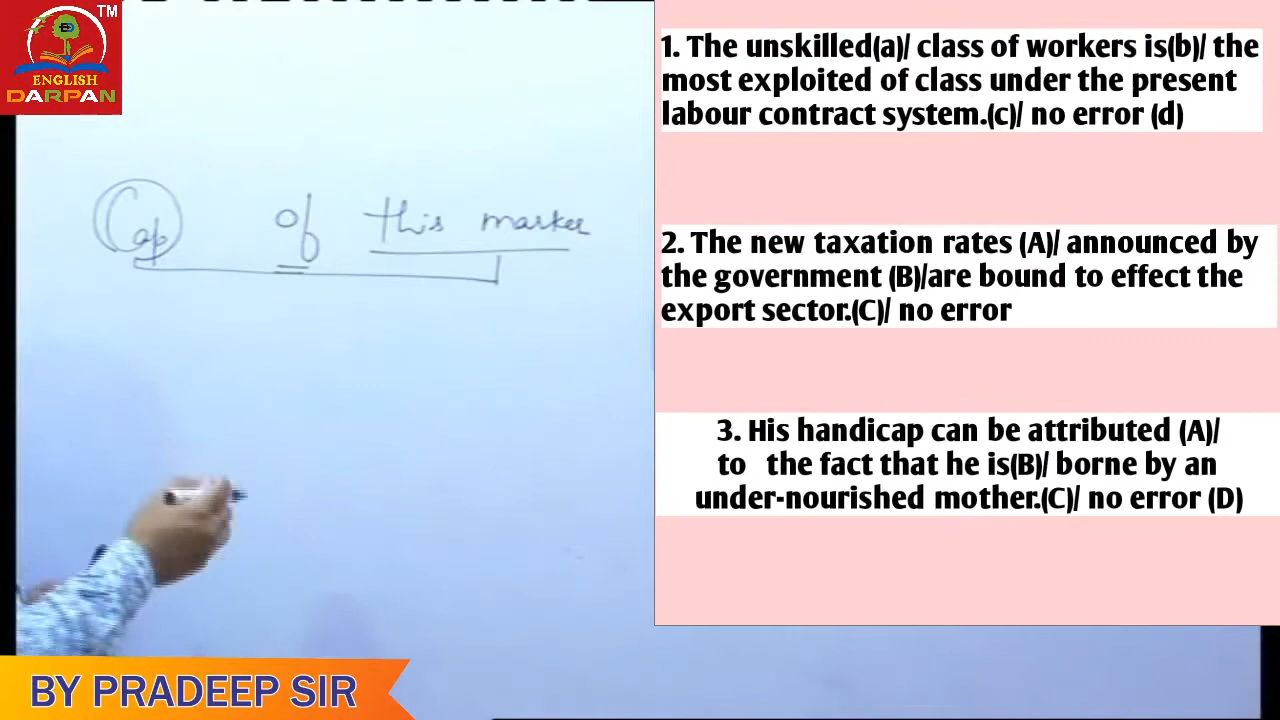 TM
ENGLISH
DARPAN
Cap of this marker
1. The unskilled(a)/ class of workers is(b)/ the
most exploited of class under the present
labour contract system.(c)/ no error (d)
2. The new taxation rates (A)/ announced by
the government (B)/are bound to effect the
export sector.(C)/ no error
3. His handicap can be attributed (A)/
to the fact that he is(B)/ borne by an
under-nourished mother.(C)/ no error (D)
BY PRADEEP SIR